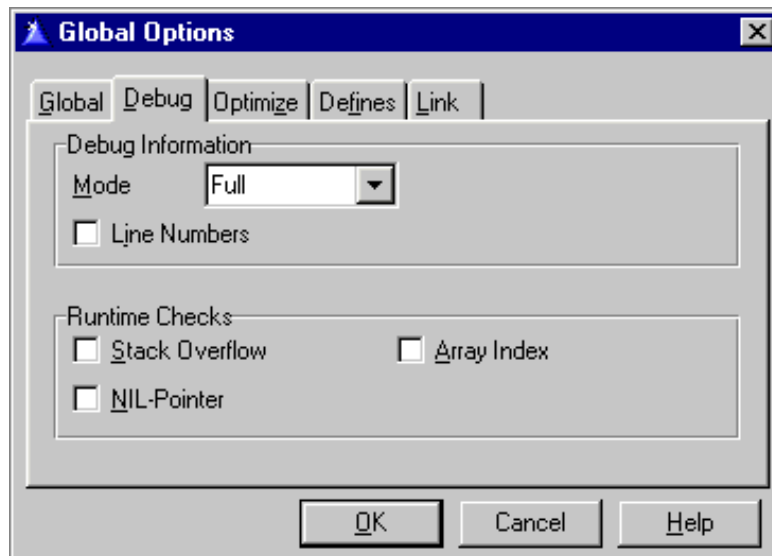 Global Options
Global Debug Optimize Defines Link
Debug Information
Mode Full
Line Numbers
Runtime Checks
Stack Overflow Array Index
NIL-Pointer
OK Cancel Help